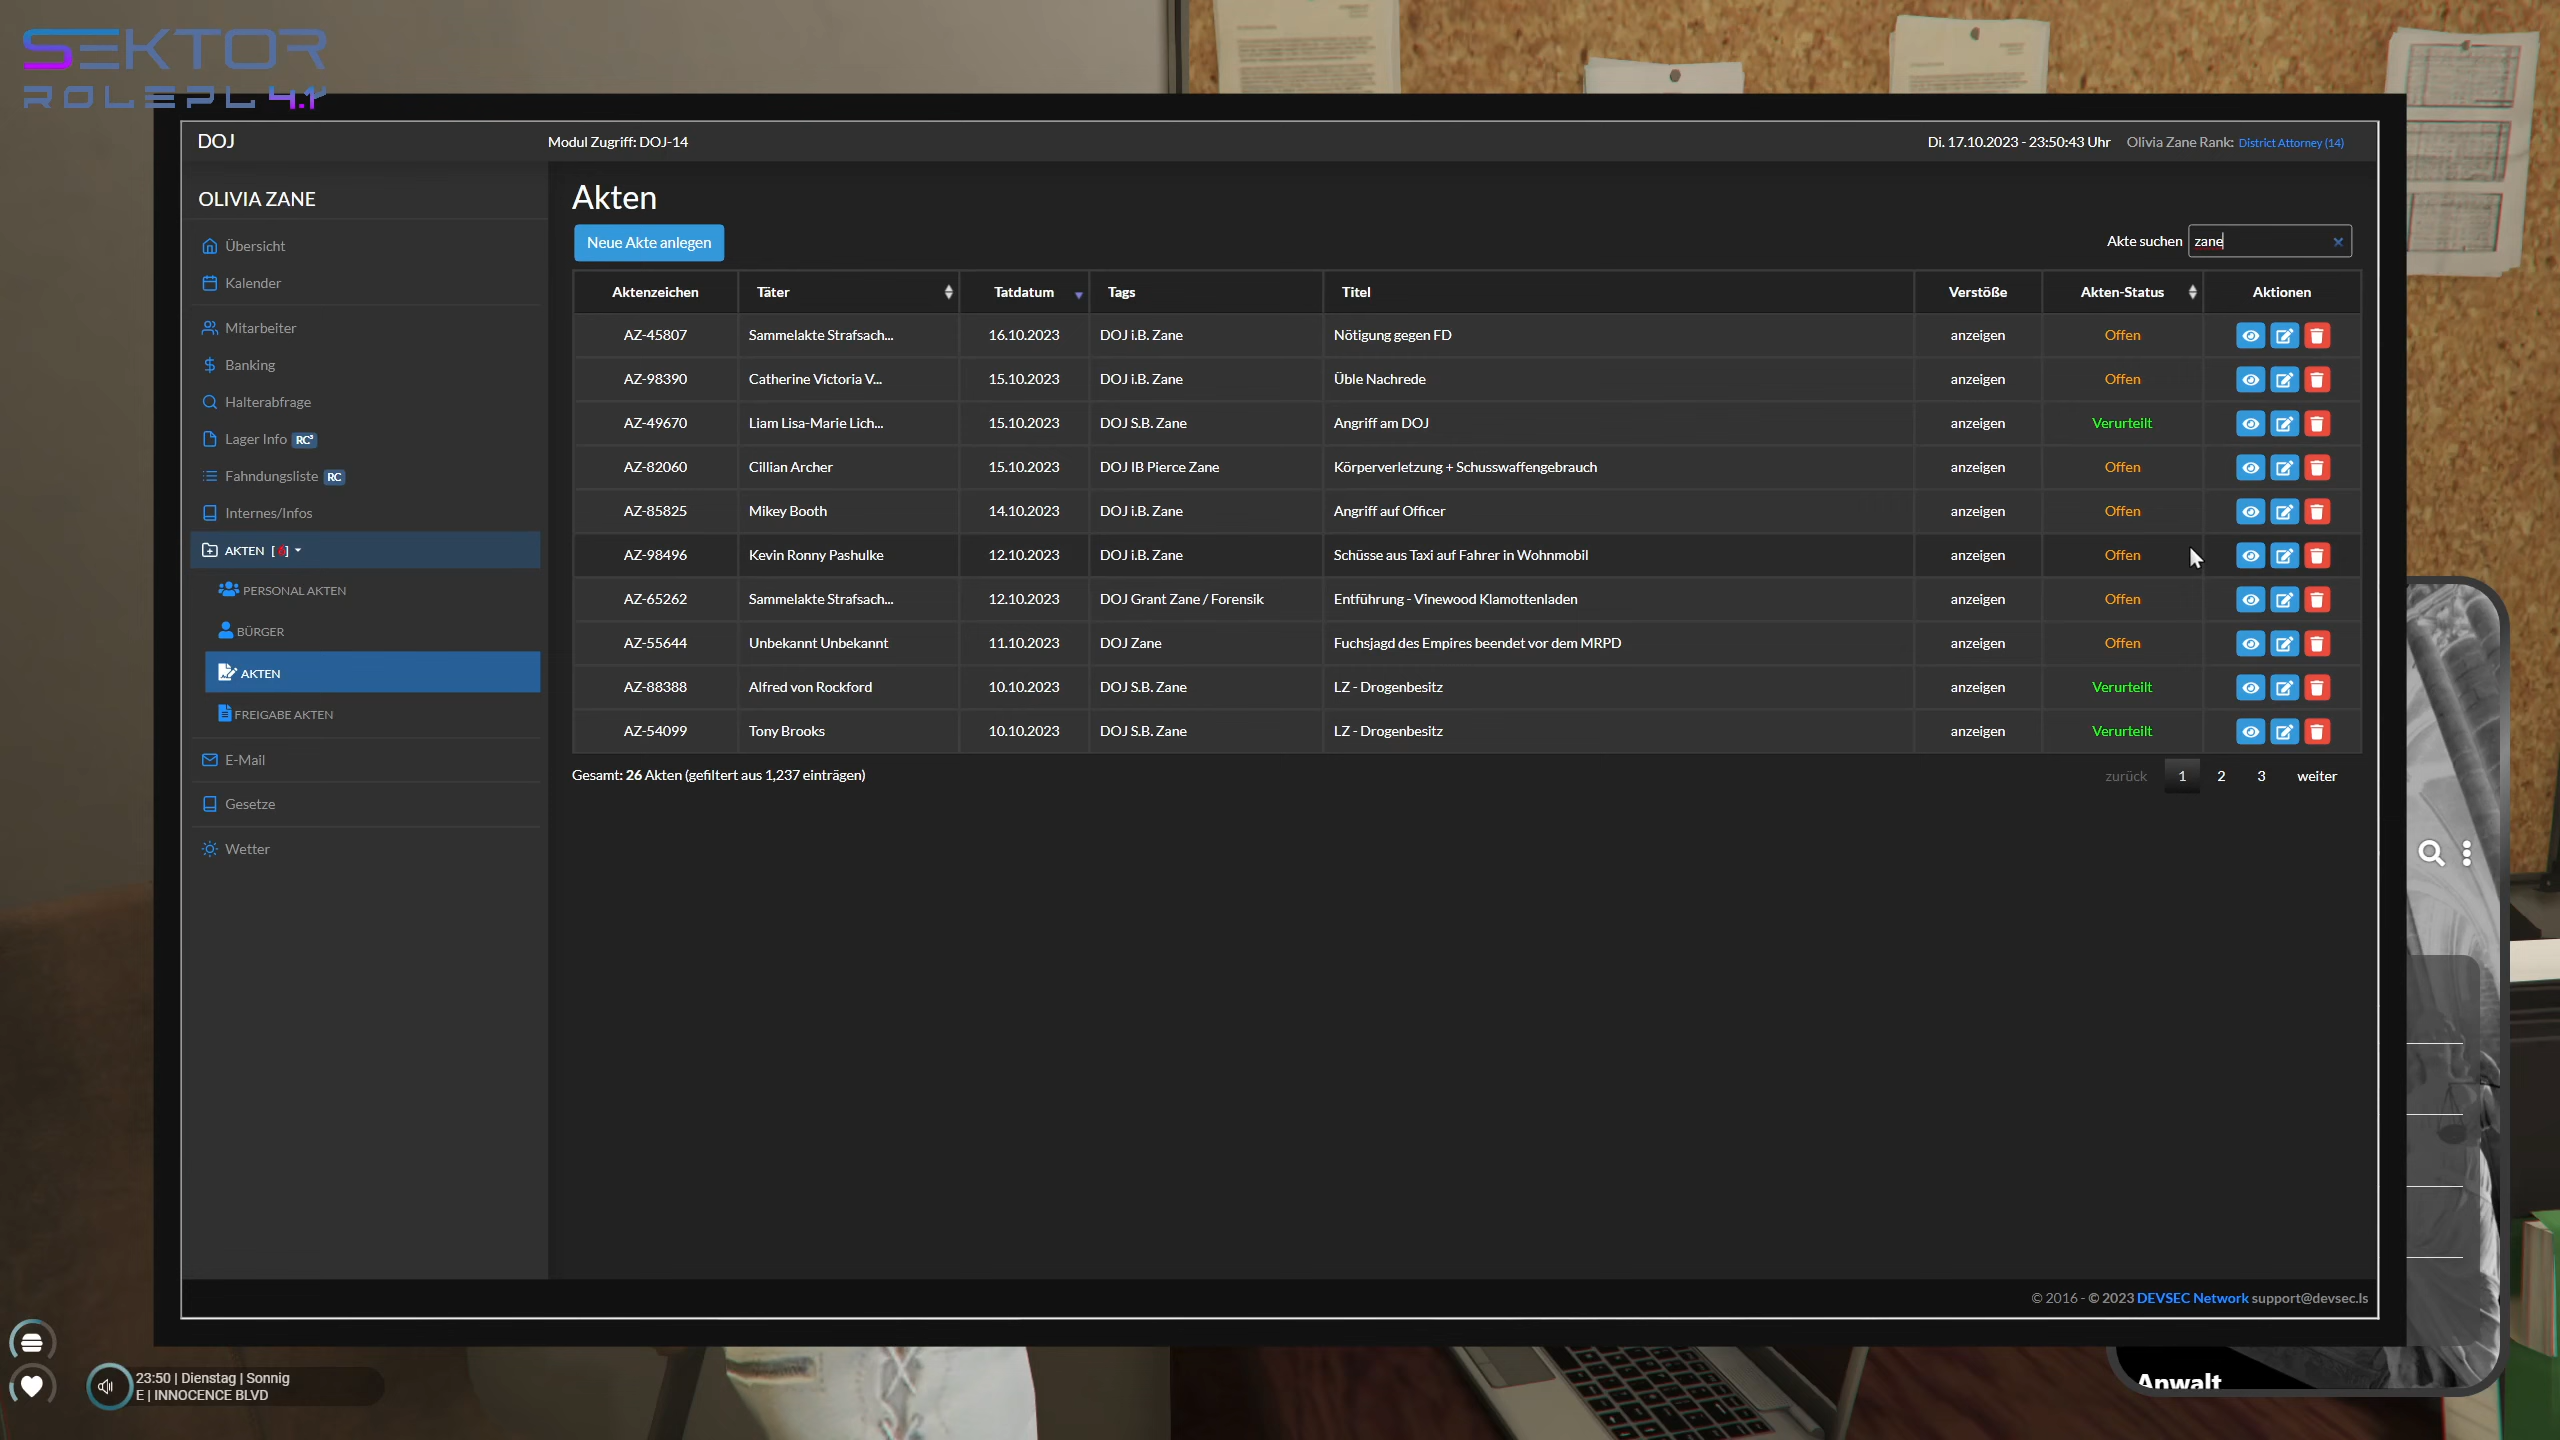 SEKTOR
ROLEPL 4.1
DOJ
Modul Zugriff: DOJ-14
Di. 17.10.2023 - 23:50:43 Uhr
Olivia Zane Rank: District Attorney (14)
OLIVIA ZANE
Übersicht
Kalender
Mitarbeiter
Banking
Halterabfrage
Lager Info RC³
Fahndungsliste RC
Internes/Infos
AKTEN [6]
PERSONAL AKTEN
BÜRGER
AKTEN
FREIGABE AKTEN
E-Mail
Gesetze
Wetter
Akten
Neue Akte anlegen
Akte suchen zane
Aktenzeichen Täter Tatdatum Tags Titel Verstöße Akten-Status Aktionen
AZ-45807 Sammelakte Strafsach... 16.10.2023 DOJ i.B. Zane Nötigung gegen FD anzeigen Offen
AZ-98390 Catherine Victoria V... 15.10.2023 DOJ i.B. Zane Üble Nachrede anzeigen Offen
AZ-49670 Liam Lisa-Marie Lich... 15.10.2023 DOJ S.B. Zane Angriff am DOJ anzeigen Verurteilt
AZ-82060 Cillian Archer 15.10.2023 DOJ IB Pierce Zane Körperverletzung + Schusswaffengebrauch anzeigen Offen
AZ-85825 Mikey Booth 14.10.2023 DOJ i.B. Zane Angriff auf Officer anzeigen Offen
AZ-98496 Kevin Ronny Pashulke 12.10.2023 DOJ i.B. Zane Schüsse aus Taxi auf Fahrer in Wohnmobil anzeigen Offen
AZ-65262 Sammelakte Strafsach... 12.10.2023 DOJ Grant Zane / Forensik Entführung - Vinewood Klamottenladen anzeigen Offen
AZ-55644 Unbekannt Unbekannt 11.10.2023 DOJ Zane Fuchsjagd des Empires beendet vor dem MRPD anzeigen Offen
AZ-88388 Alfred von Rockford 10.10.2023 DOJ S.B. Zane LZ - Drogenbesitz anzeigen Verurteilt
AZ-54099 Tony Brooks 10.10.2023 DOJ S.B. Zane LZ - Drogenbesitz anzeigen Verurteilt
Gesamt: 26 Akten (gefiltert aus 1,237 einträgen)
zurück 1 2 3 weiter
© 2016 - © 2023 DEVSEC Network support@devsec.ls
23:50 | Dienstag | Sonnig
E | INNOCENCE BLVD
Anwalt